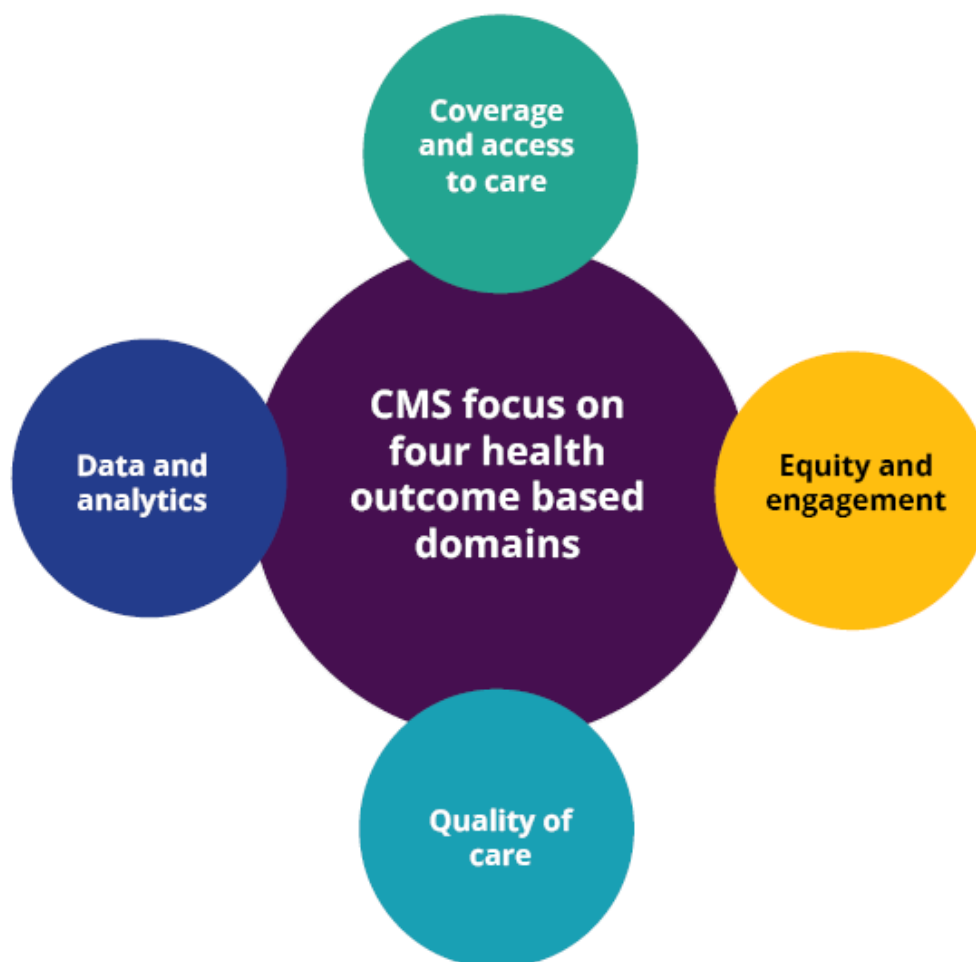 Coverage
and access
to care
CMS focus on
four health
outcome based
domains
Data and
analytics
Equity and
engagement
Quality of
care